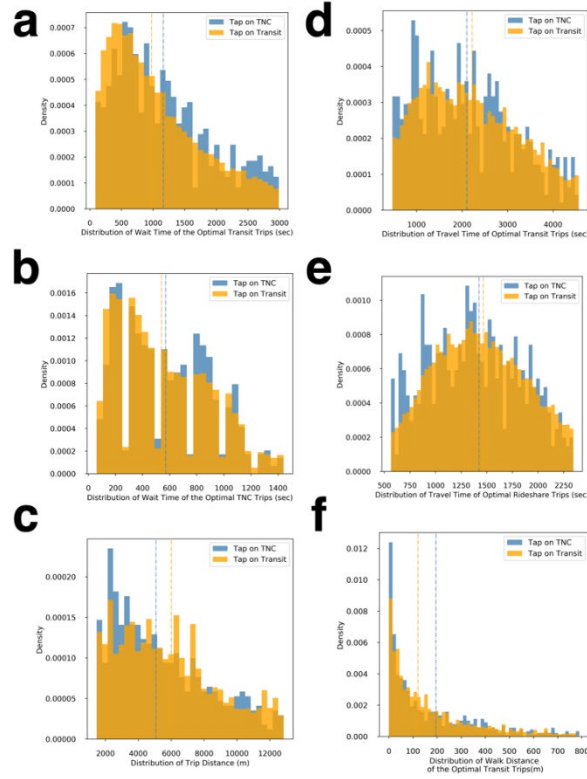 a
0.0007
0.0006
0.0005
0.0004
0.0003
0.0002
0.0001
0.0000
Density
Tap on TNC
Tap on Transit
0 500 1000 1500 2000 2500 3000
Distribution of Wait Time of the Optimal Transit Trips (sec)
b
0.0016
0.0014
0.0012
0.0010
0.0008
0.0006
0.0004
0.0002
0.0000
Density
Tap on TNC
Tap on Transit
200 400 600 800 1000 1200 1400
Distribution of Wait Time of the Optimal TNC Trips (sec)
c
0.00020
0.00015
0.00010
0.00005
0.00000
Density
Tap on TNC
Tap on Transit
2000 4000 6000 8000 10000 12000
Distribution of Trip Distance (m)
d
0.0005
0.0004
0.0003
0.0002
0.0001
0.0000
Density
Tap on TNC
Tap on Transit
1000 2000 3000 4000
Distribution of Travel Time of Optimal Transit Trips (sec)
e
0.0010
0.0008
0.0006
0.0004
0.0002
0.0000
Density
Tap on TNC
Tap on Transit
500 750 1000 1250 1500 1750 2000 2250
Distribution of Travel Time of Optimal Rideshare Trips (sec)
f
0.012
0.010
0.008
0.006
0.004
0.002
0.000
Density
Tap on TNC
Tap on Transit
0 100 200 300 400 500 600 700 800
Distribution of Walk Distance
of the Optimal Transit Trips(m)